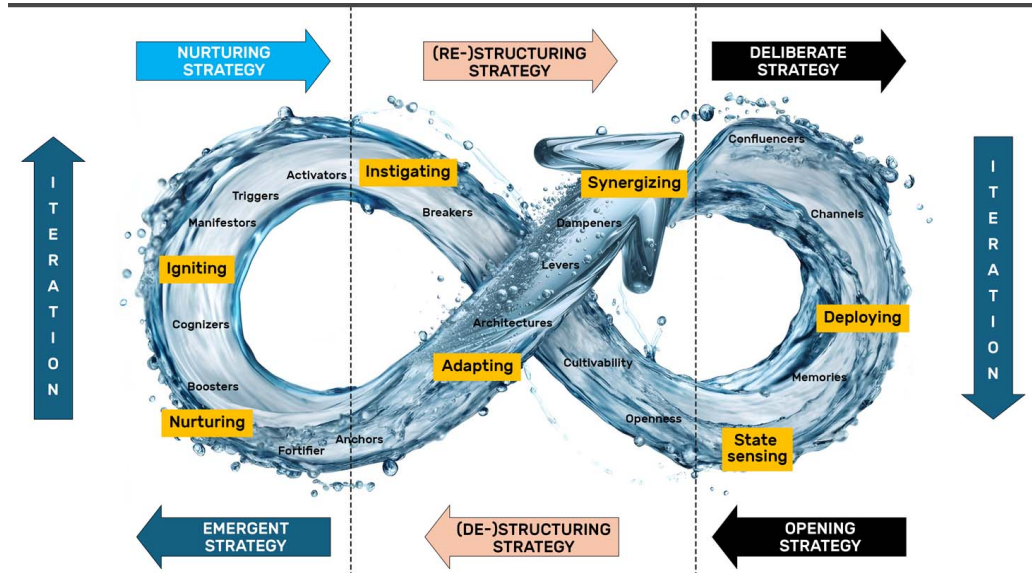 NURTURING
STRATEGY
(RE-)STRUCTURING
STRATEGY
DELIBERATE
STRATEGY
ITERATION
Confluencers
Instigating
Activators
Synergizing
Triggers
Breakers
Channels
Manifestors
Dampeners
Igniting
Levers
Cognizers
Architectures
Deploying
Adapting
Cultivability
Memories
Boosters
Nurturing
Openness
Anchors
Fortifier
State
sensing
ITERATION
EMERGENT
STRATEGY
(DE-)STRUCTURING
STRATEGY
OPENING
STRATEGY